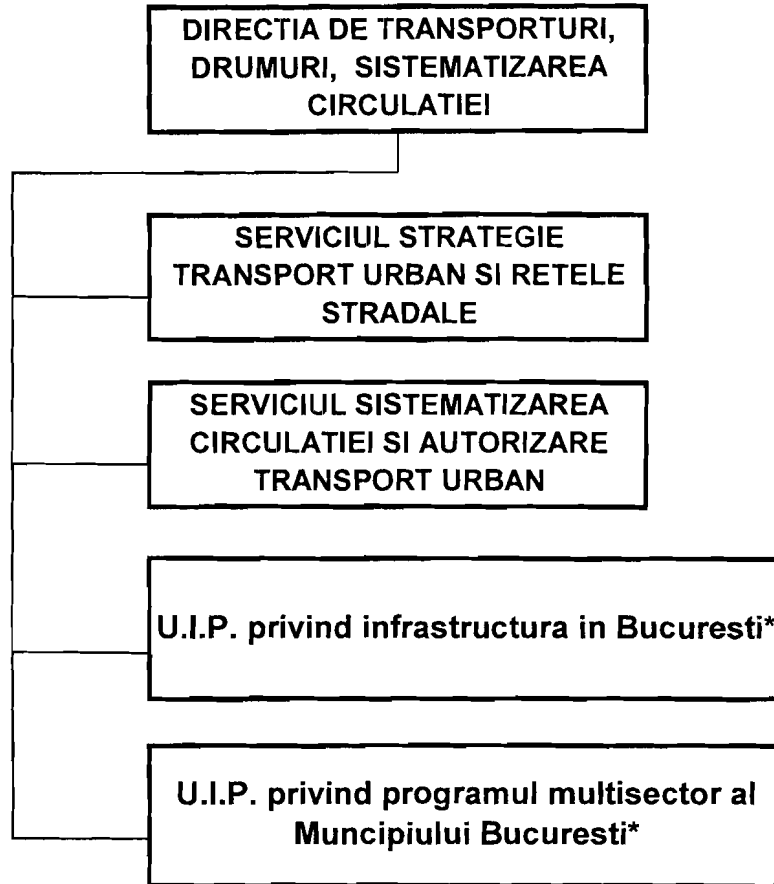 DIRECTIA DE TRANSPORTURI,
DRUMURI, SISTEMATIZAREA
CIRCULATIEI
SERVICIUL STRATEGIE
TRANSPORT URBAN SI RETELE
STRADALE
SERVICIUL SISTEMATIZAREA
CIRCULATIEI SI AUTORIZARE
TRANSPORT URBAN
U.I.P. privind infrastructura in Bucuresti*
U.I.P. privind programul multisector al
Muncipiului Bucuresti*